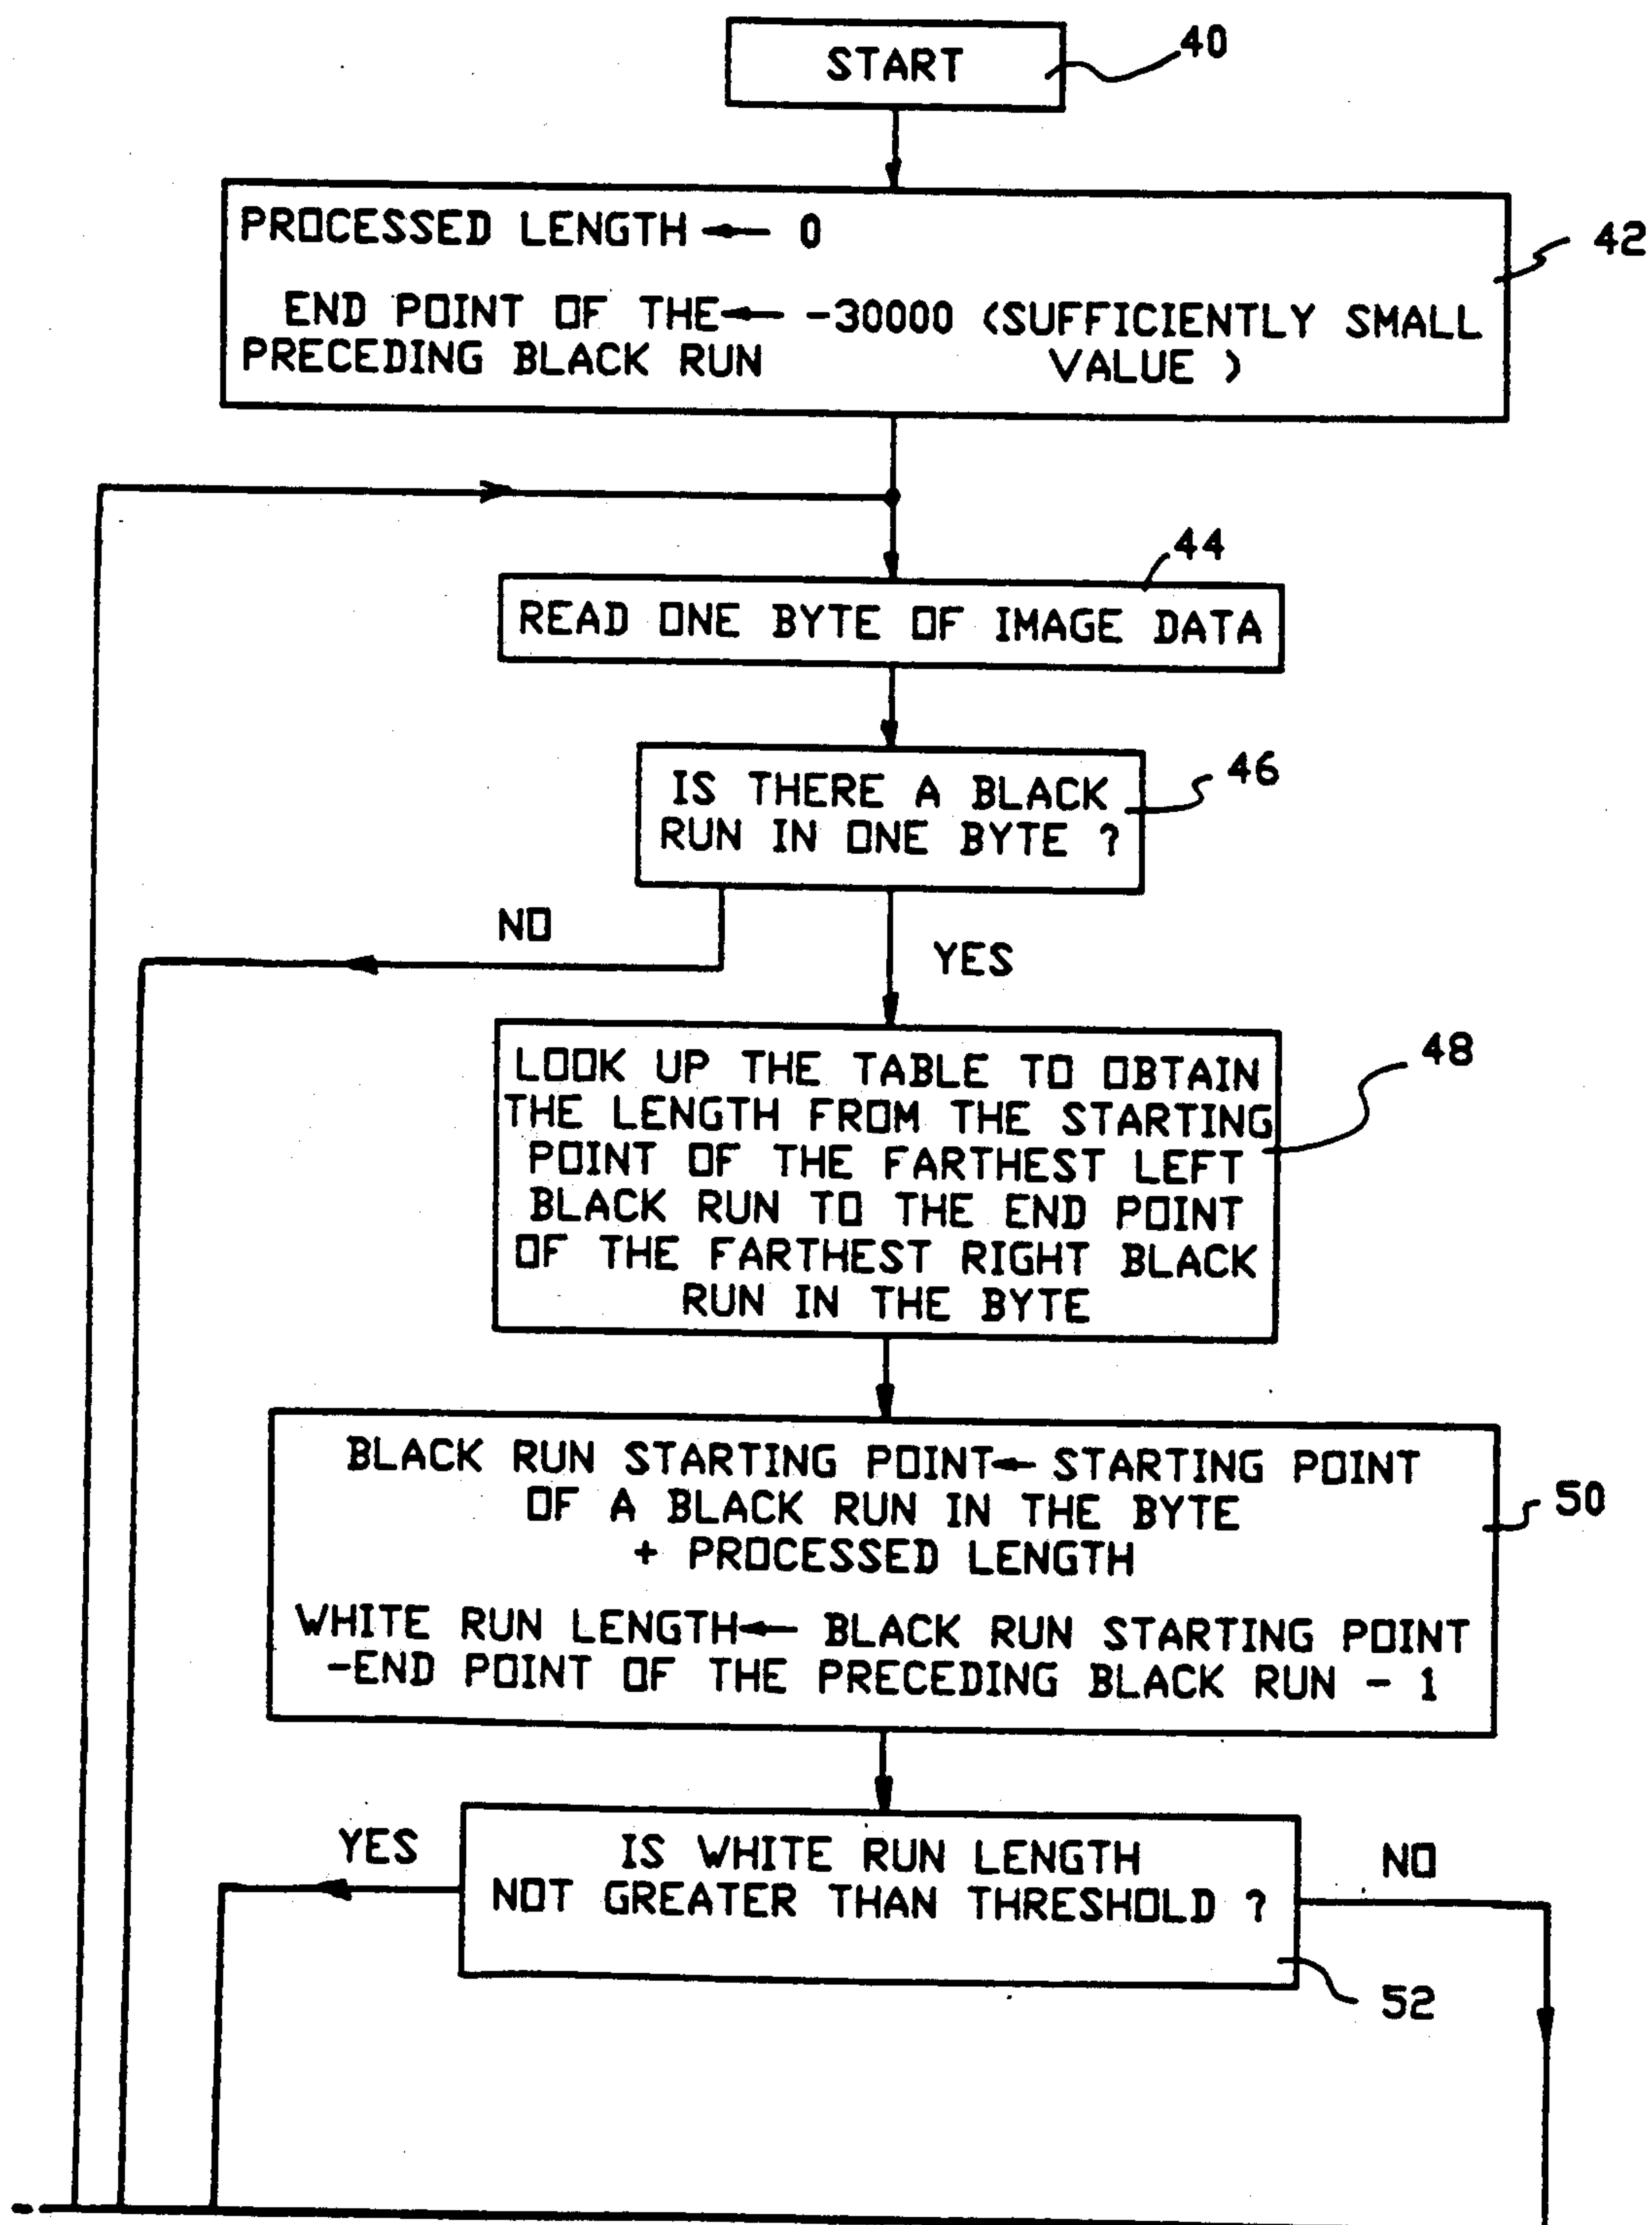 START
40
PROCESSED LENGTH ← 0
42
END POINT OF THE ← -30000 (SUFFICIENTLY SMALL
PRECEDING BLACK RUN VALUE )
44
READ ONE BYTE OF IMAGE DATA
IS THERE A BLACK
RUN IN ONE BYTE ?
46
NO
YES
LOOK UP THE TABLE TO OBTAIN
THE LENGTH FROM THE STARTING
POINT OF THE FARTHEST LEFT
BLACK RUN TO THE END POINT
OF THE FARTHEST RIGHT BLACK
RUN IN THE BYTE
48
BLACK RUN STARTING POINT ← STARTING POINT
OF A BLACK RUN IN THE BYTE
+ PROCESSED LENGTH
50
WHITE RUN LENGTH ← BLACK RUN STARTING POINT
-END POINT OF THE PRECEDING BLACK RUN - 1
YES
IS WHITE RUN LENGTH
NOT GREATER THAN THRESHOLD ?
NO
52